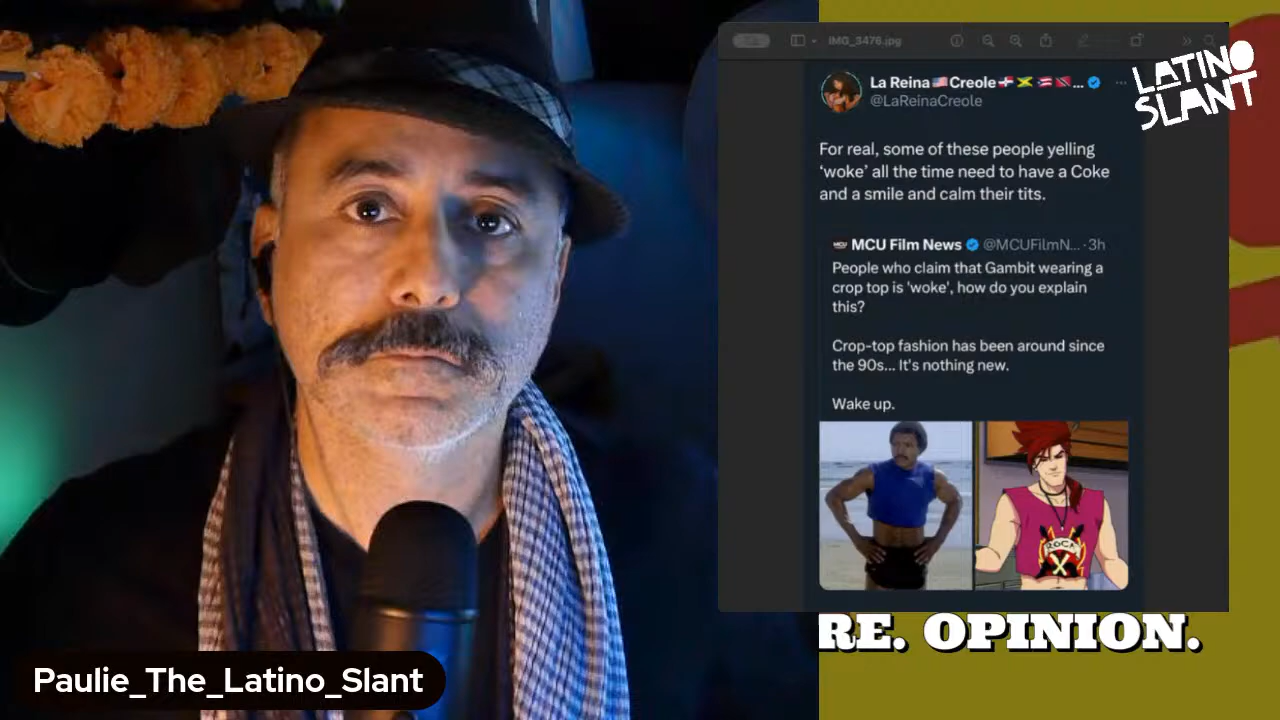 IMG_3476.jpg
LATINO
SLANT
La Reina 🇺🇸Creole🇩🇴🇯🇲🇵🇷🇹🇹...
@LaReinaCreole
For real, some of these people yelling
‘woke’ all the time need to have a Coke
and a smile and calm their tits.
MCU MCU Film News @MCUFilmN... · 3h
People who claim that Gambit wearing a
crop top is 'woke', how do you explain
this?
Crop-top fashion has been around since
the 90s... It's nothing new.
Wake up.
ROCK
X
RE. OPINION.
Paulie_The_Latino_Slant